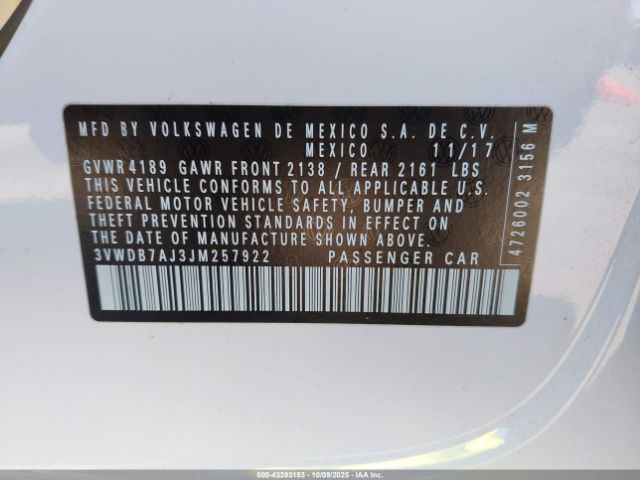 MFD BY VOLKSWAGEN DE MEXICO S.A. DE C.V.
MEXICO 11/17
GVWR 4189 GAWR FRONT 2138 / REAR 2161 LBS
THIS VEHICLE CONFORMS TO ALL APPLICABLE U.S.
FEDERAL MOTOR VEHICLE SAFETY, BUMPER AND
THEFT PREVENTION STANDARDS IN EFFECT ON
THE DATE OF MANUFACTURE SHOWN ABOVE.
3VWDB7AJ3JM257922 PASSENGER CAR
4726002 3156 M
000-43393153 - 10/09/2025 - IAAI.COM